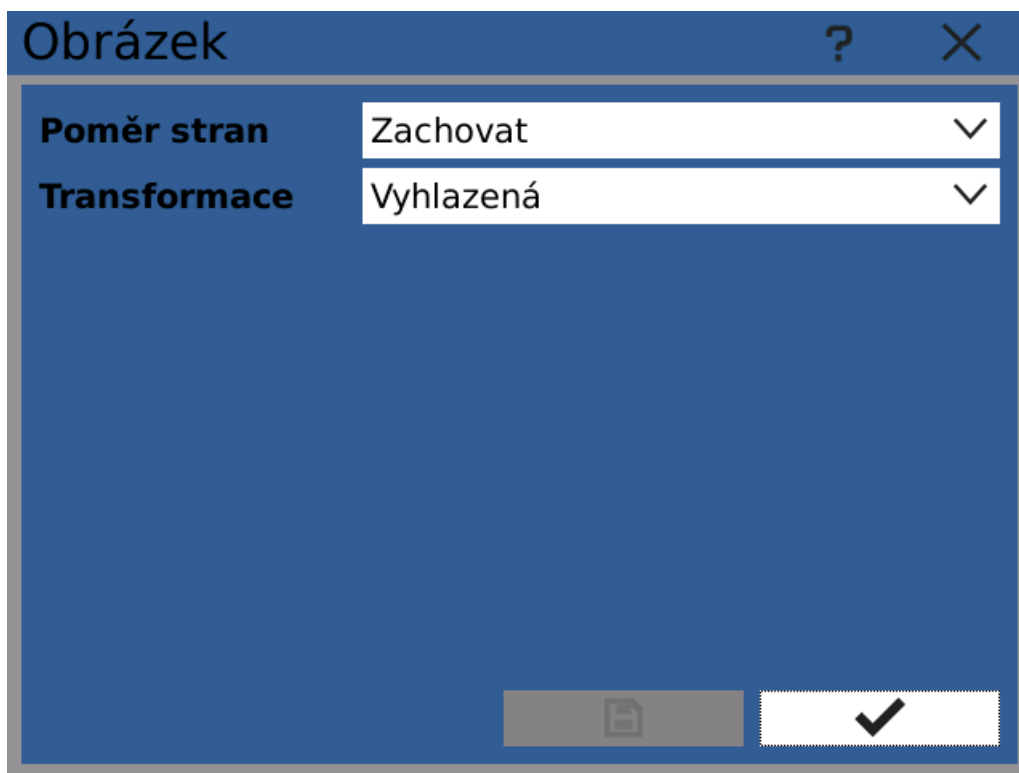 Obrázek ?
Poměr stran Zachovat
Transformace Vyhlazená